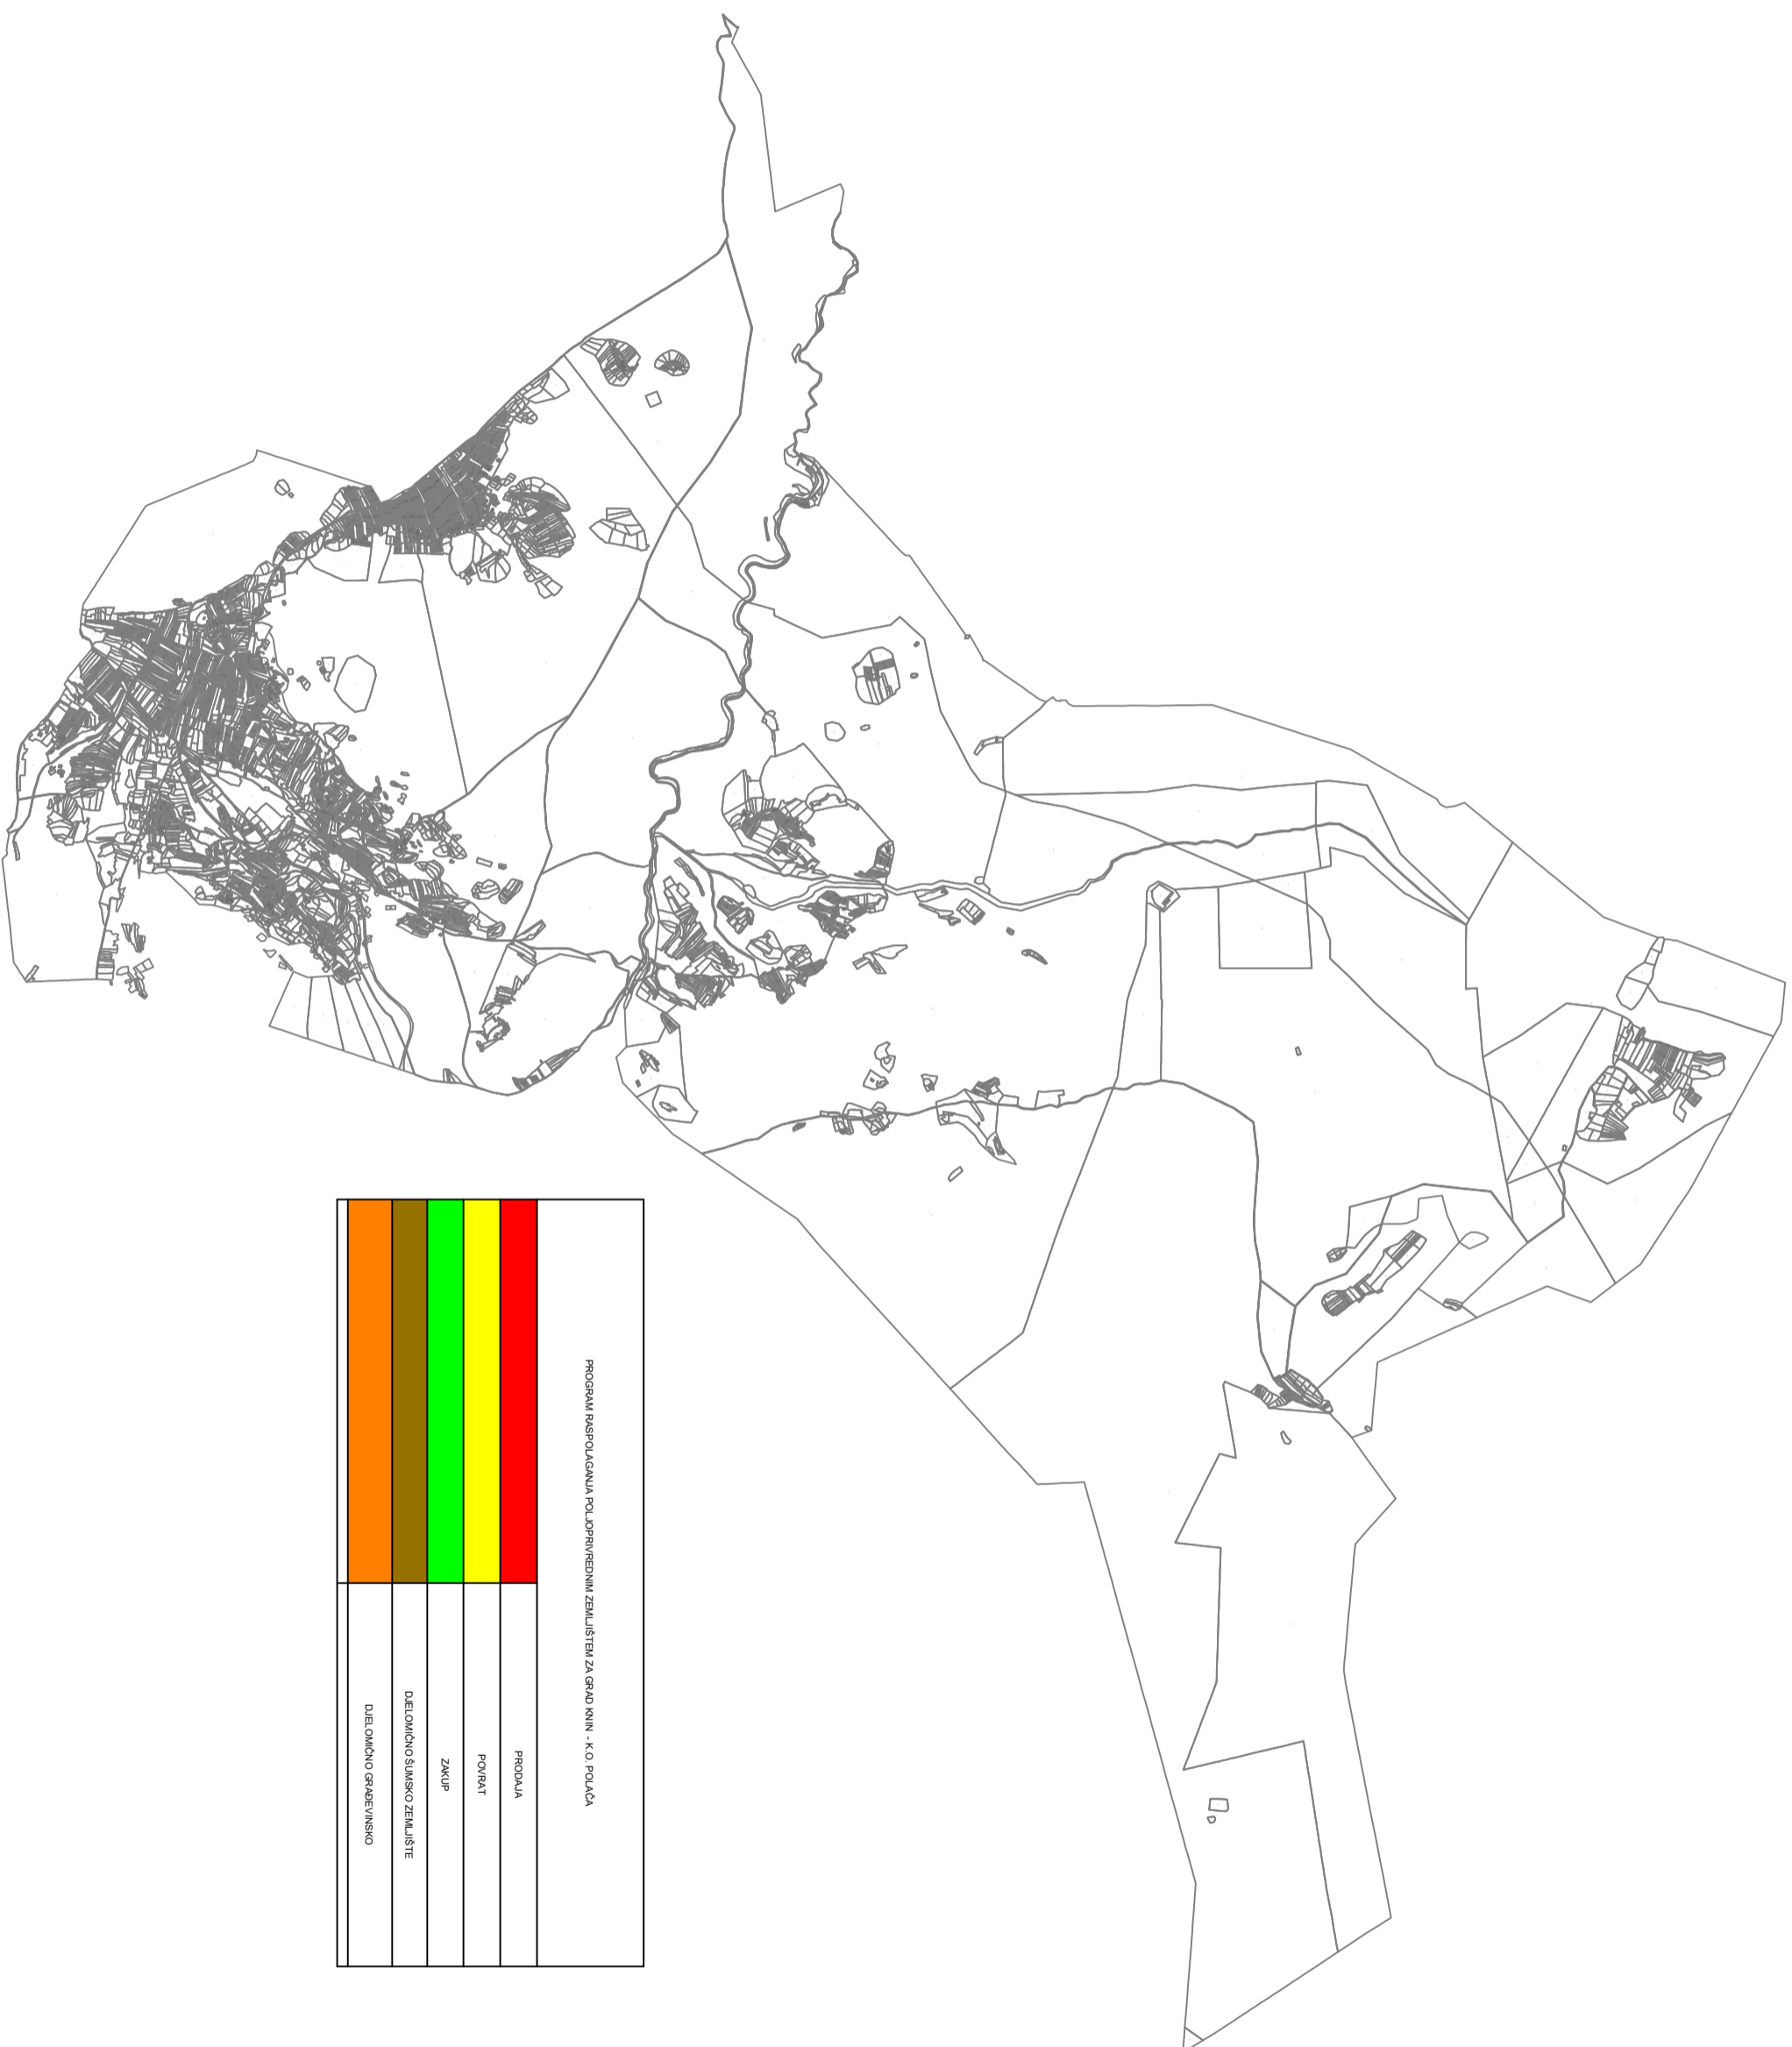 PROGRAM RASPOLAGANJA POLJOPRIVREDNIM ZEMLJIŠTEM ZA GRAD KNIN - K.O. POLAČA
PRODAJA
POVRAT
ZAKUP
DJELOMIČNO ŠUMSKO ZEMLJIŠTE
DJELOMIČNO GRAĐEVINSKO